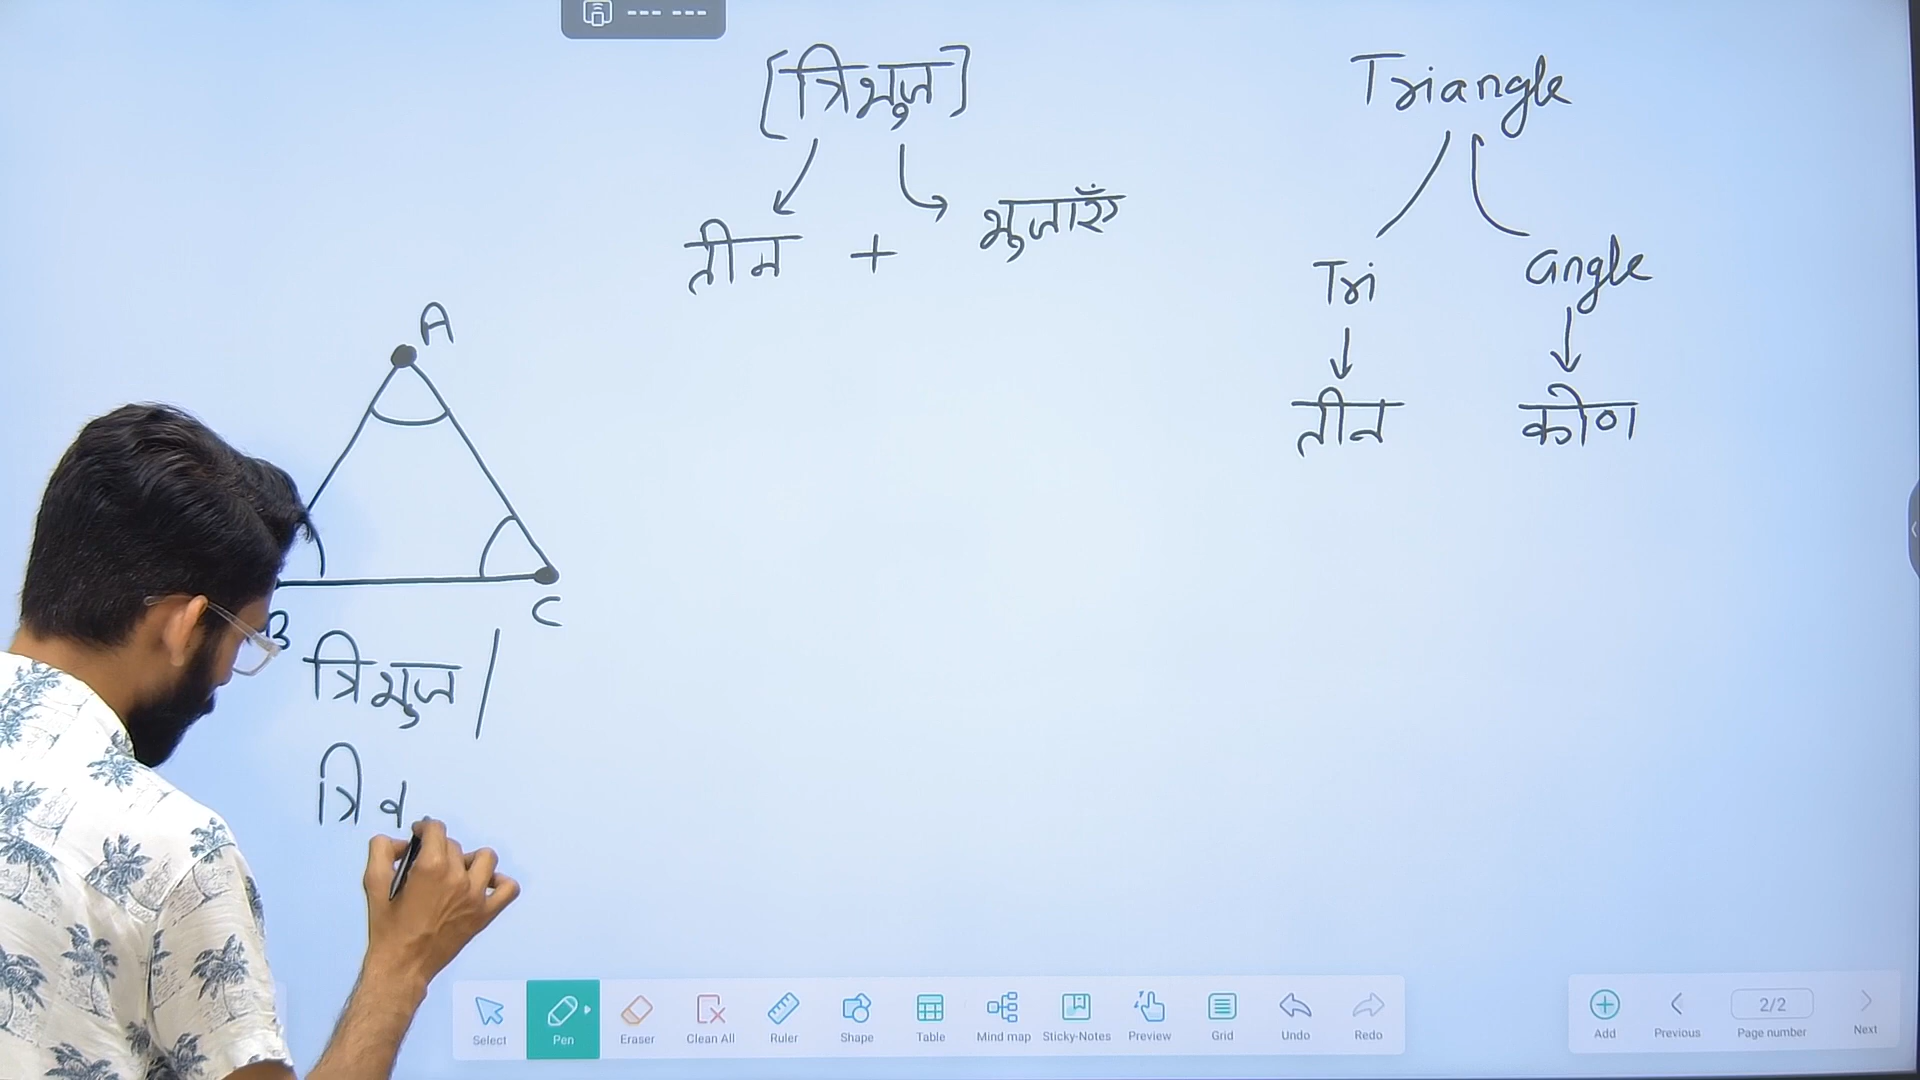 [त्रिभुज]
तीन + भुजाएँ
Triangle
Tri angle
तीन कोण
A
B
C
त्रिभुज /
त्रि
Select Pen Eraser Clean All Ruler Shape Table Mind map Sticky-Notes Preview Grid Undo Redo
Add Previous 2/2 Page number Next